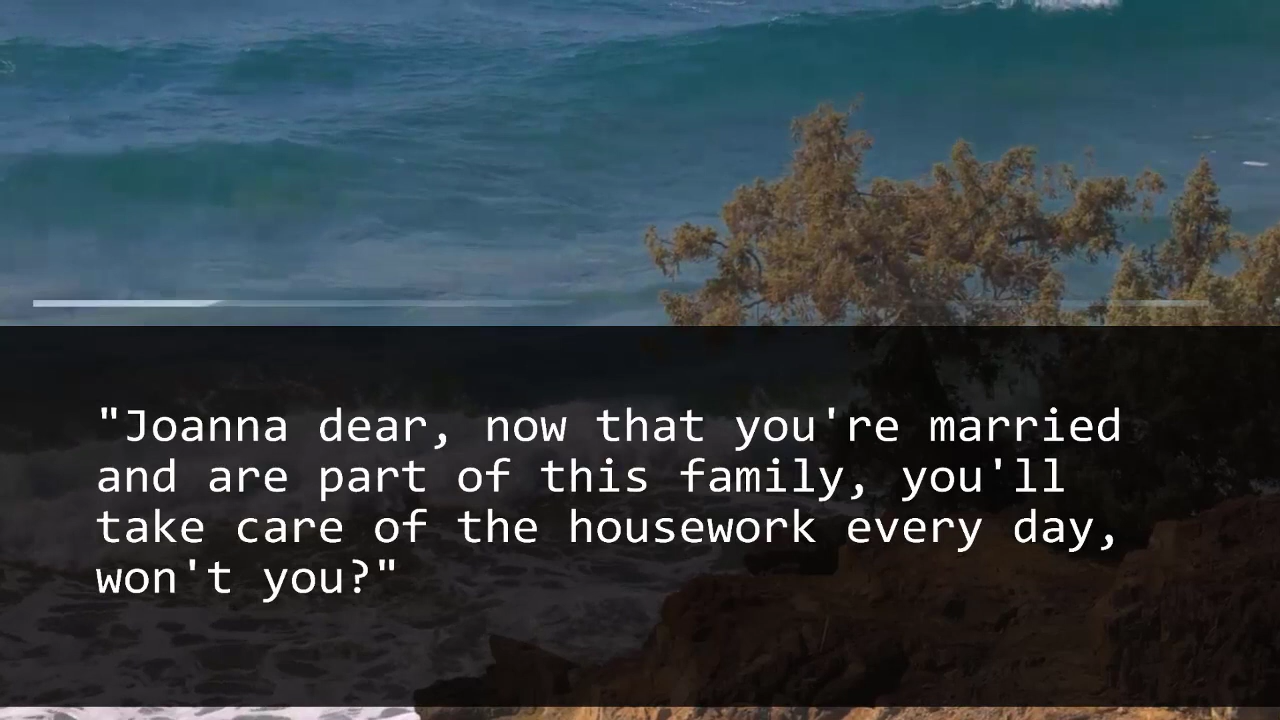 "Joanna dear, now that you're married
and are part of this family, you'll
take care of the housework every day,
won't you?"